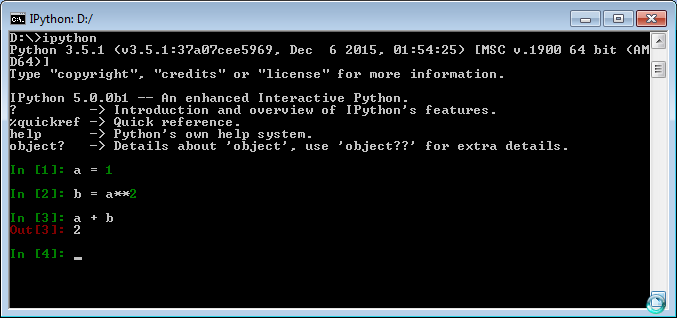 IPython: D:/
D:\>ipython
Python 3.5.1 (v3.5.1:37a07cee5969, Dec  6 2015, 01:54:25) [MSC v.1900 64 bit (AM
D64)]
Type "copyright", "credits" or "license" for more information.
IPython 5.0.0b1 -- An enhanced Interactive Python.
?         -> Introduction and overview of IPython's features.
%quickref -> Quick reference.
help      -> Python's own help system.
object?   -> Details about 'object', use 'object??' for extra details.
In [1]: a = 1
In [2]: b = a**2
In [3]: a + b
Out[3]: 2
In [4]: _